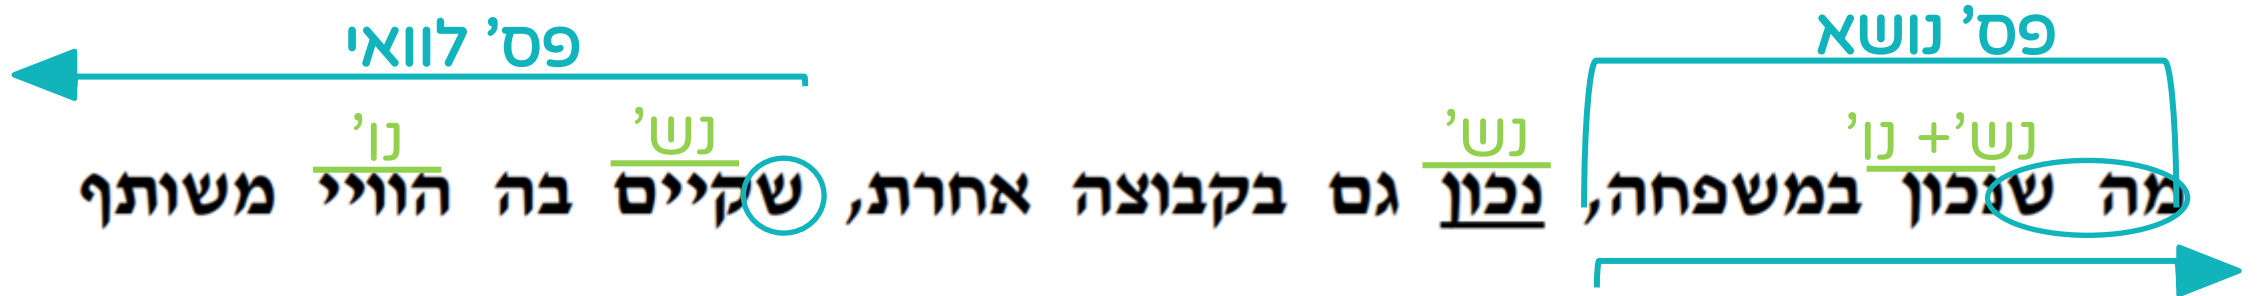 פס' נושא פס' לוואי
נש'+ נו' נש' נש' נו'
מה שנכון במשפחה, נכון גם בקבוצה אחרת, שקיים בה הוויי משותף